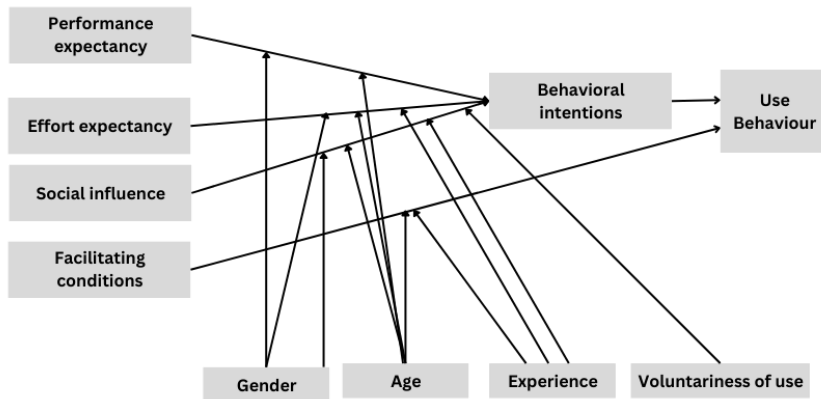 Performance
expectancy
Effort expectancy
Social influence
Facilitating
conditions
Behavioral
intentions
Use
Behaviour
Gender
Age
Experience
Voluntariness of use